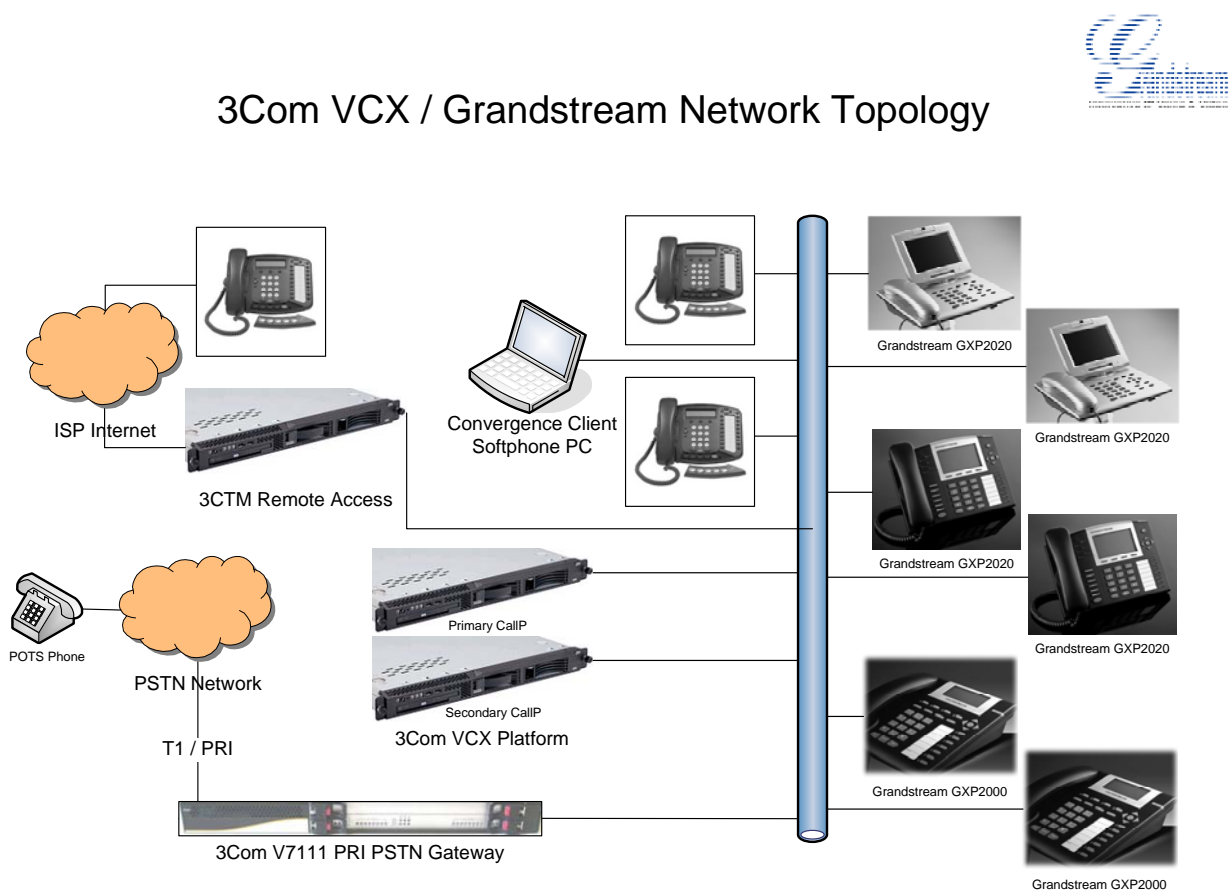 3Com VCX / Grandstream Network Topology
Grandstream GXP2020
Grandstream GXP2020
ISP Internet
Convergence Client
Softphone PC
3CTM Remote Access
Grandstream GXP2020
Grandstream GXP2020
Primary CallP
POTS Phone
PSTN Network
Secondary CallP
3Com VCX Platform
T1 / PRI
Grandstream GXP2000
3Com V7111 PRI PSTN Gateway
Grandstream GXP2000